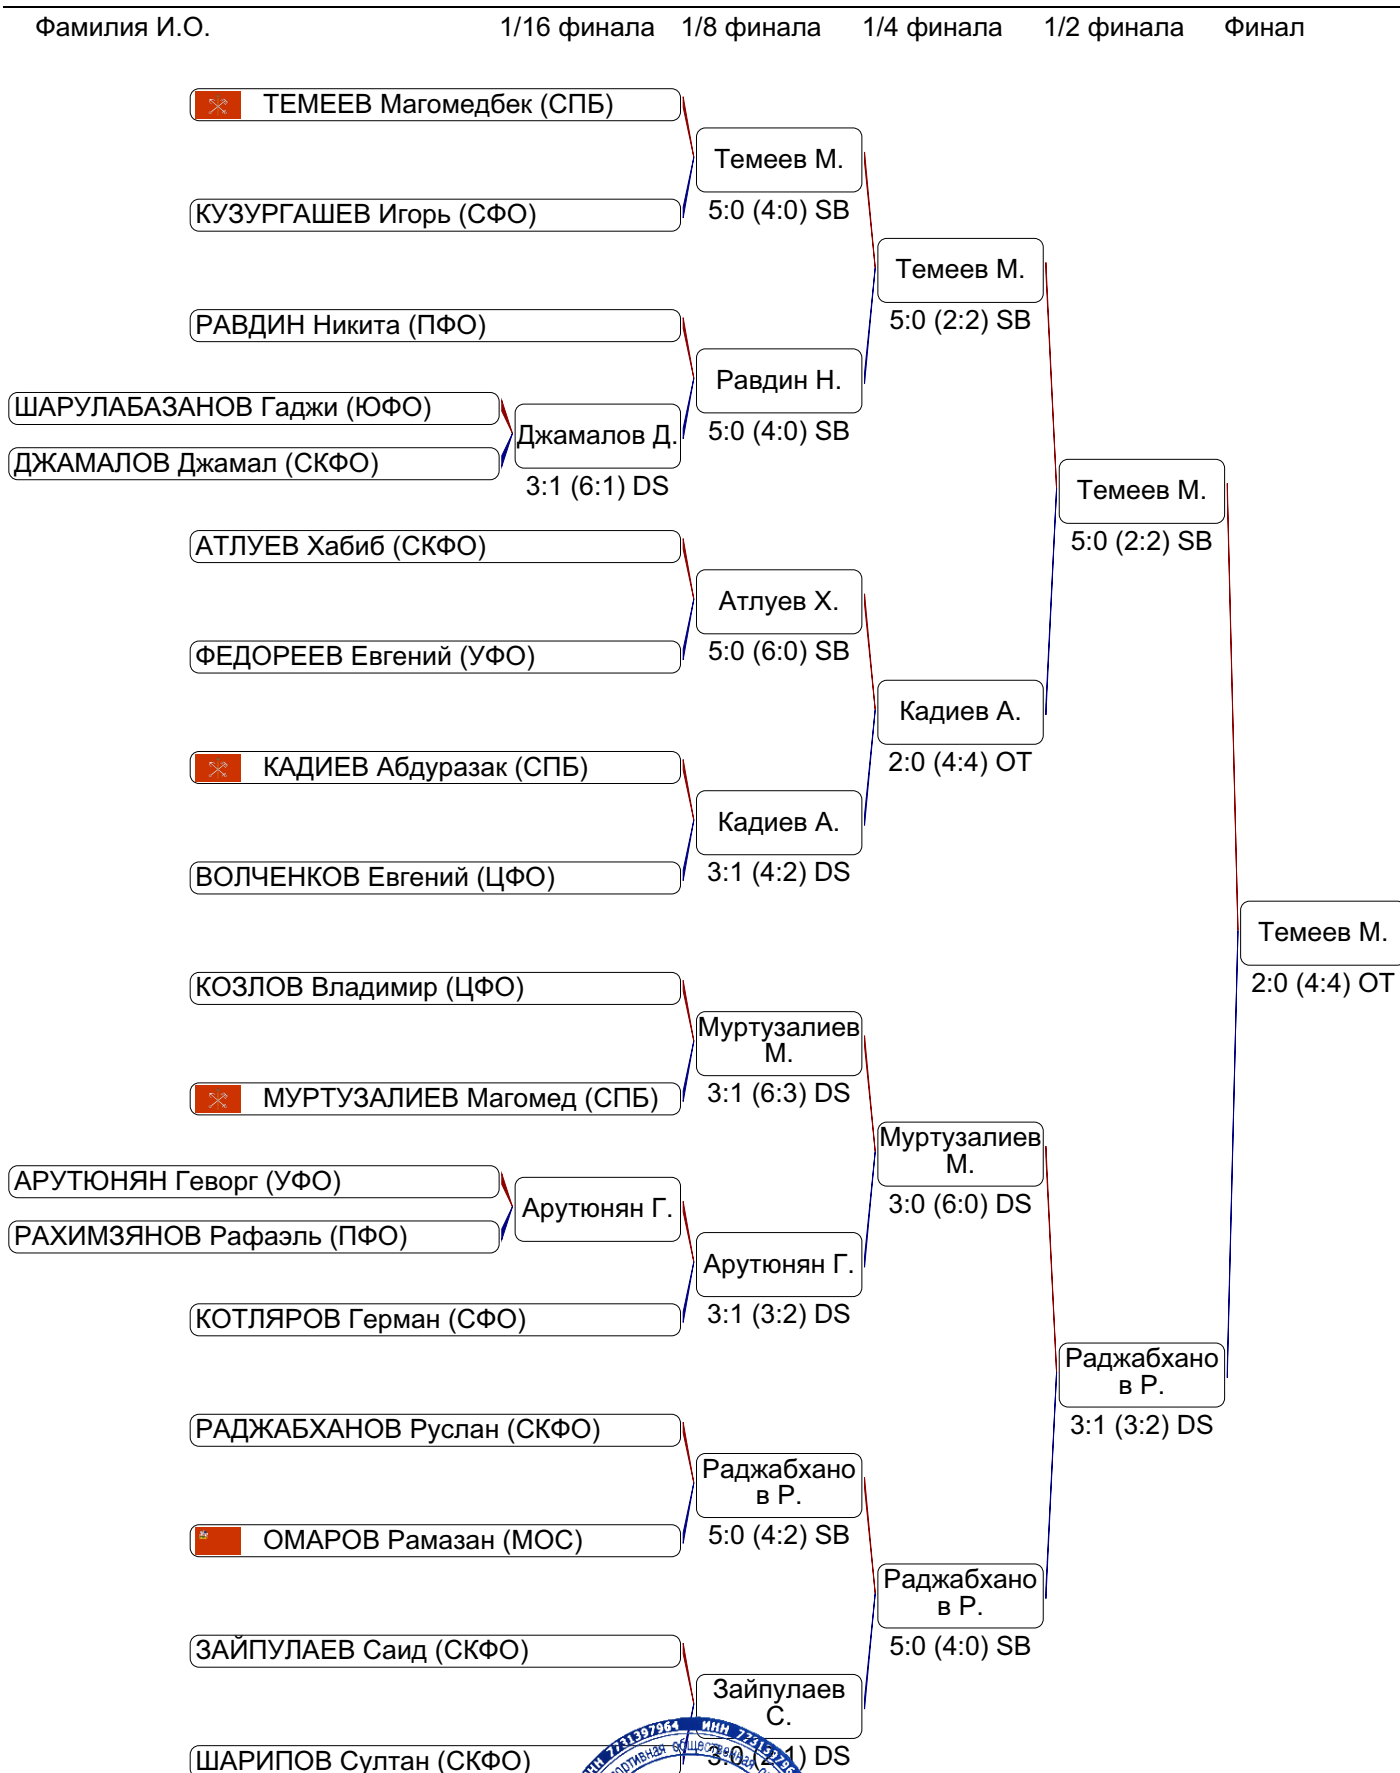 Фамилия И.О. 1/16 финала 1/8 финала 1/4 финала 1/2 финала Финал
ТЕМЕЕВ Магомедбек (СПБ)
Темеев М.
КУЗУРГАШЕВ Игорь (СФО)
5:0 (4:0) SB
Темеев М.
5:0 (2:2) SB
РАВДИН Никита (ПФО)
Равдин Н.
ШАРУЛАБАЗАНОВ Гаджи (ЮФО)
Джамалов Д.
5:0 (4:0) SB
ДЖАМАЛОВ Джамал (СКФО)
3:1 (6:1) DS
Темеев М.
5:0 (2:2) SB
АТЛУЕВ Хабиб (СКФО)
Атлуев Х.
ФЕДОРЕЕВ Евгений (УФО)
5:0 (6:0) SB
Кадиев А.
2:0 (4:4) OT
КАДИЕВ Абдуразак (СПБ)
Кадиев А.
ВОЛЧЕНКОВ Евгений (ЦФО)
3:1 (4:2) DS
Темеев М.
2:0 (4:4) OT
КОЗЛОВ Владимир (ЦФО)
Муртузалиев
М.
МУРТУЗАЛИЕВ Магомед (СПБ)
3:1 (6:3) DS
Муртузалиев
М.
3:0 (6:0) DS
АРУТЮНЯН Геворг (УФО)
Арутюнян Г.
РАХИМЗЯНОВ Рафаэль (ПФО)
Арутюнян Г.
КОТЛЯРОВ Герман (СФО)
3:1 (3:2) DS
Раджабхано
в Р.
3:1 (3:2) DS
РАДЖАБХАНОВ Руслан (СКФО)
Раджабхано
в Р.
ОМАРОВ Рамазан (МОС)
5:0 (4:2) SB
Раджабхано
в Р.
5:0 (4:0) SB
ЗАЙПУЛАЕВ Саид (СКФО)
Зайпулаев
С.
ШАРИПОВ Султан (СКФО)
3:0 (2:1) DS